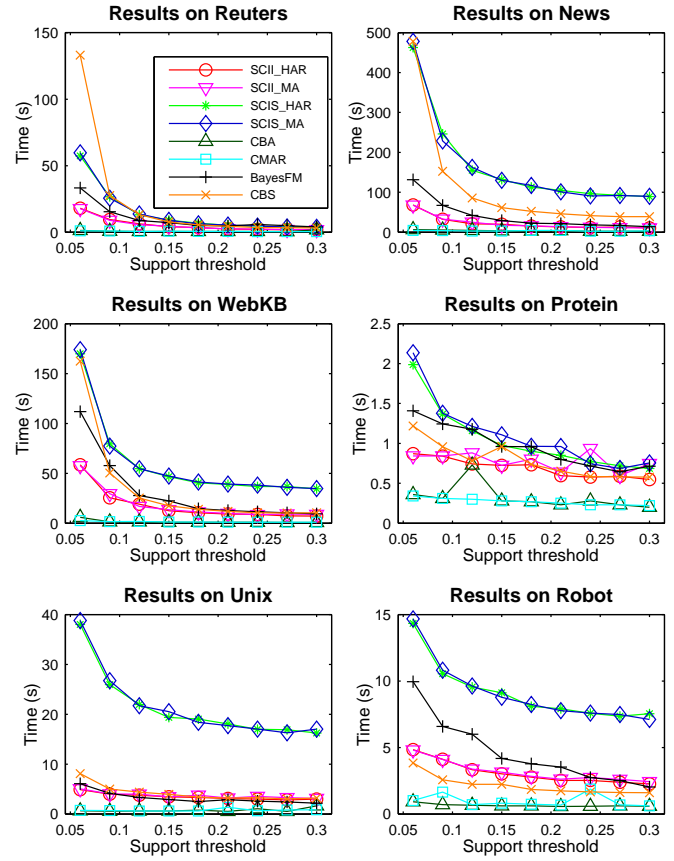 Results on Reuters
150
100
50
0
0.05 0.1 0.15 0.2 0.25 0.3
Time (s)
Support threshold
SCII_HAR
SCII_MA
SCIS_HAR
SCIS_MA
CBA
CMAR
BayesFM
CBS
Results on News
500
400
300
200
100
0
0.05 0.1 0.15 0.2 0.25 0.3
Time (s)
Support threshold
Results on WebKB
200
150
100
50
0
0.05 0.1 0.15 0.2 0.25 0.3
Time (s)
Support threshold
Results on Protein
2.5
2
1.5
1
0.5
0
0.05 0.1 0.15 0.2 0.25 0.3
Time (s)
Support threshold
Results on Unix
40
30
20
10
0
0.05 0.1 0.15 0.2 0.25 0.3
Time (s)
Support threshold
Results on Robot
15
10
5
0
0.05 0.1 0.15 0.2 0.25 0.3
Time (s)
Support threshold